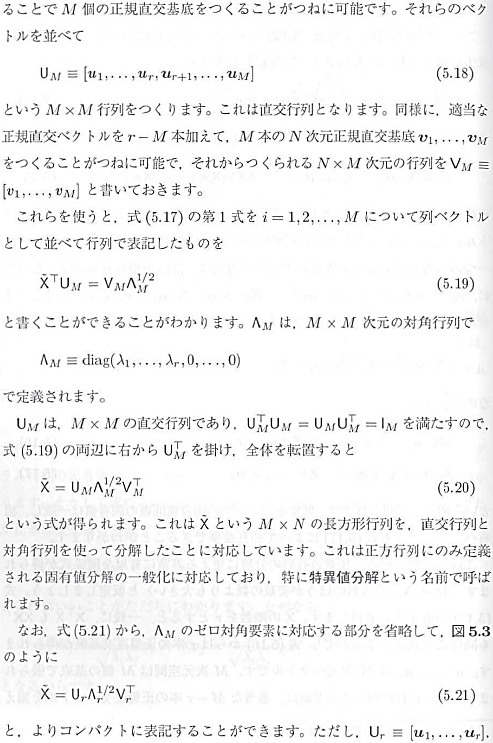 ることで M 個の正規直交基底をつくることがつねに可能です。それらのベク
トルを並べて
U_M ≡ [u_1, . . . , u_r, u_{r+1}, . . . , u_M] (5.18)
という M×M 行列をつくります。これは直交行列となります。同様に，適当な
正規直交ベクトルを r − M 本加えて，M 本の N 次元正規直交基底 v_1, . . . , v_M
をつくることがつねに可能で，それからつくられる N×M 次元の行列を V_M ≡
[v_1, . . . , v_M] と書いておきます。
これらを使うと，式 (5.17) の第 1 式を i = 1, 2, . . . , M について列ベクトル
として並べて行列で表記したものを
X̃^⊤U_M = V_MΛ_M^{1/2} (5.19)
と書くことができることがわかります。Λ_M は，M × M 次元の対角行列で
Λ_M ≡ diag(λ_1, . . . , λ_r, 0, . . . , 0)
で定義されます。
U_M は，M × M の直交行列であり，U_M^⊤U_M = U_MU_M^⊤ = I_M を満たすので，
式 (5.19) の両辺に右から U_M^⊤ を掛け，全体を転置すると
X̃ = U_MΛ_M^{1/2}V_M^⊤ (5.20)
という式が得られます。これは X̃ という M × N の長方形行列を，直交行列と
対角行列を使って分解したことに対応しています。これは正方行列にのみ定義
される固有値分解の一般化に対応しており，特に特異値分解という名前で呼ば
れます。
なお，式 (5.21) から，Λ_M のゼロ対角要素に対応する部分を省略して，図 5.3
のように
X̃ = U_rΛ_r^{1/2}V_r^⊤ (5.21)
と，よりコンパクトに表記することができます。ただし，U_r ≡ [u_1, . . . , u_r]，